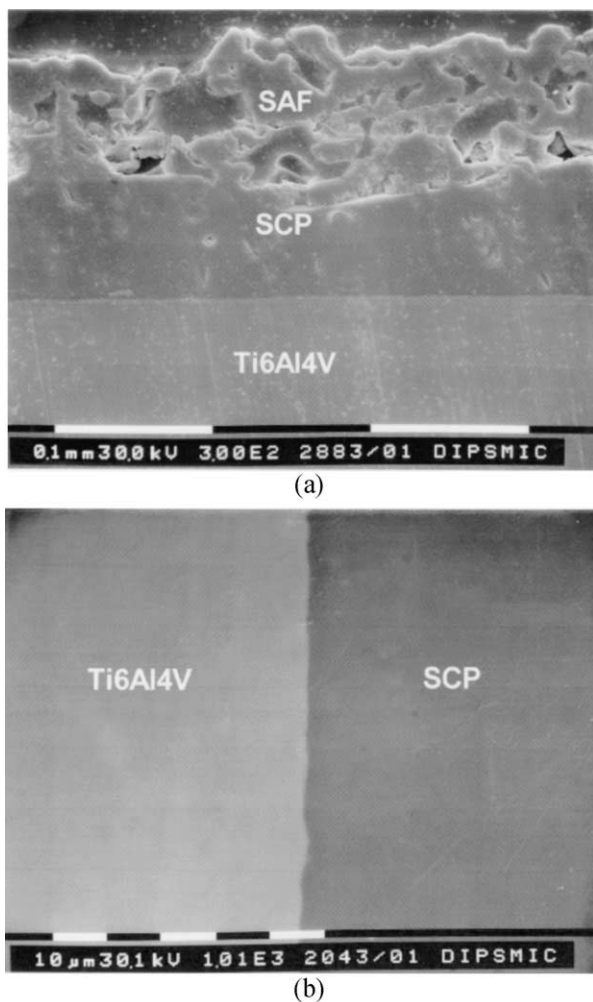 SAF
SCP
Ti6Al4V
0,1mm30,0kV 3,00E2 2883/01 DIPSMIC
(a)
Ti6Al4V
SCP
10µm30,1kV 1,01E3 2043/01 DIPSMIC
(b)